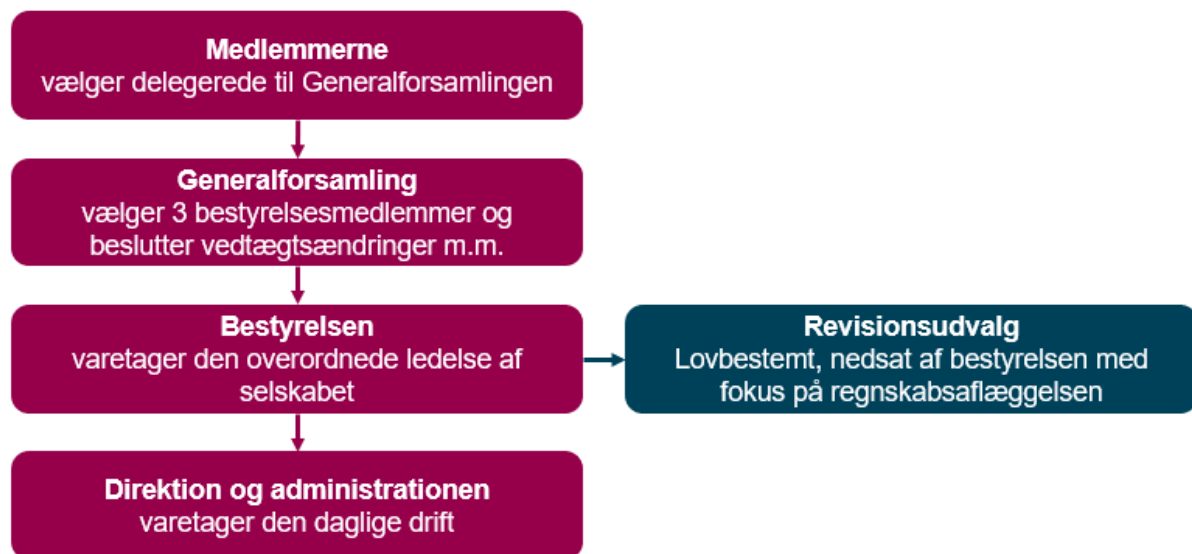 Medlemmerne
vælger delegerede til Generalforsamlingen
Generalforsamling
vælger 3 bestyrelsesmedlemmer og
beslutter vedtægtsændringer m.m.
Bestyrelsen
varetager den overordnede ledelse af
selskabet
Revisionsudvalg
Lovbestemt, nedsat af bestyrelsen med
fokus på regnskabsaflæggelsen
Direktion og administrationen
varetager den daglige drift